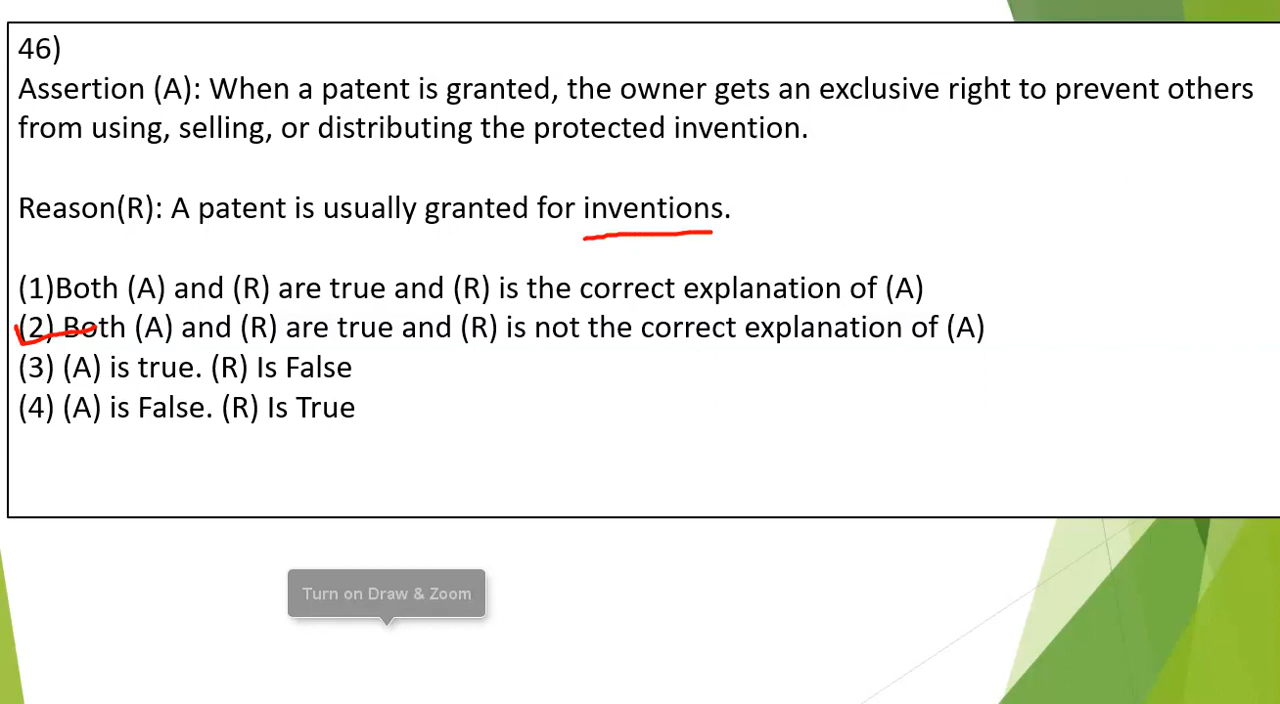 46)
Assertion (A): When a patent is granted, the owner gets an exclusive right to prevent others
from using, selling, or distributing the protected invention.
Reason(R): A patent is usually granted for inventions.
(1)Both (A) and (R) are true and (R) is the correct explanation of (A)
(2) Both (A) and (R) are true and (R) is not the correct explanation of (A)
(3) (A) is true. (R) Is False
(4) (A) is False. (R) Is True
Turn on Draw & Zoom